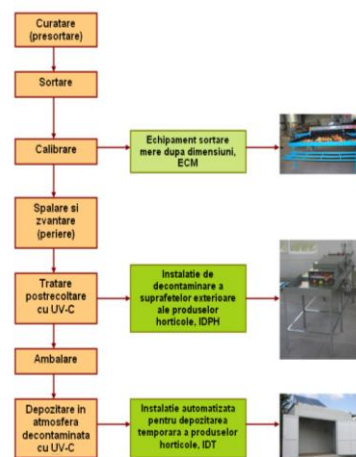 Curatare
(presortare)
Sortare
Calibrare
Echipament sortare
mere dupa dimensiuni,
ECM
Spalare si
zvantare
(periere)
Tratare
postrecoltare
cu UV-C
Instalatie de
decontaminare a
suprafetelor exterioare
ale produselor
horticole, IDPH
Ambalare
Depozitare in
atmosfera
decontaminata
cu UV-C
Instalatie automatizata
pentru depozitarea
temporara a produselor
horticole, IDT